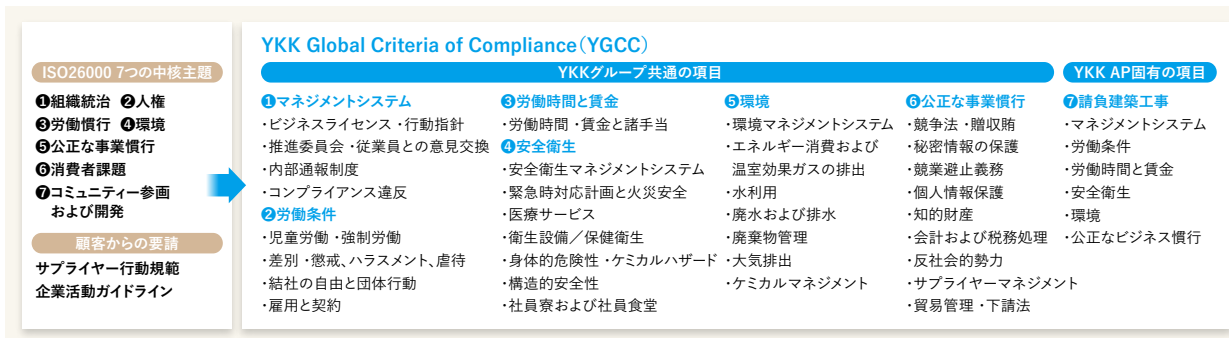 ISO26000 7つの中核主題
❶組織統治 ❷人権
❸労働慣行 ❹環境
❺公正な事業慣行
❻消費者課題
❼コミュニティー参画
および開発
顧客からの要請
サプライヤー行動規範
企業活動ガイドライン
YKK Global Criteria of Compliance（YGCC）
YKKグループ共通の項目
❶マネジメントシステム
・ビジネスライセンス ・行動指針
・推進委員会 ・従業員との意見交換
・内部通報制度
・コンプライアンス違反
❷労働条件
・児童労働 ・強制労働
・差別 ・懲戒、ハラスメント、虐待
・結社の自由と団体行動
・雇用と契約
❸労働時間と賃金
・労働時間 ・賃金と諸手当
❹安全衛生
・安全衛生マネジメントシステム
・緊急時対応計画と火災安全
・医療サービス
・衛生設備／保健衛生
・身体的危険性 ・ケミカルハザード
・構造的安全性
・社員寮および社員食堂
❺環境
・環境マネジメントシステム
・エネルギー消費および
温室効果ガスの排出
・水利用
・廃水および排水
・廃棄物管理
・大気排出
・ケミカルマネジメント
❻公正な事業慣行
・競争法 ・贈収賄
・秘密情報の保護
・競業避止義務
・個人情報保護
・知的財産
・会計および税務処理
・反社会的勢力
・サプライヤーマネジメント
・貿易管理 ・下請法
YKK AP固有の項目
❼請負建築工事
・マネジメントシステム
・労働条件
・労働時間と賃金
・安全衛生
・環境
・公正なビジネス慣行